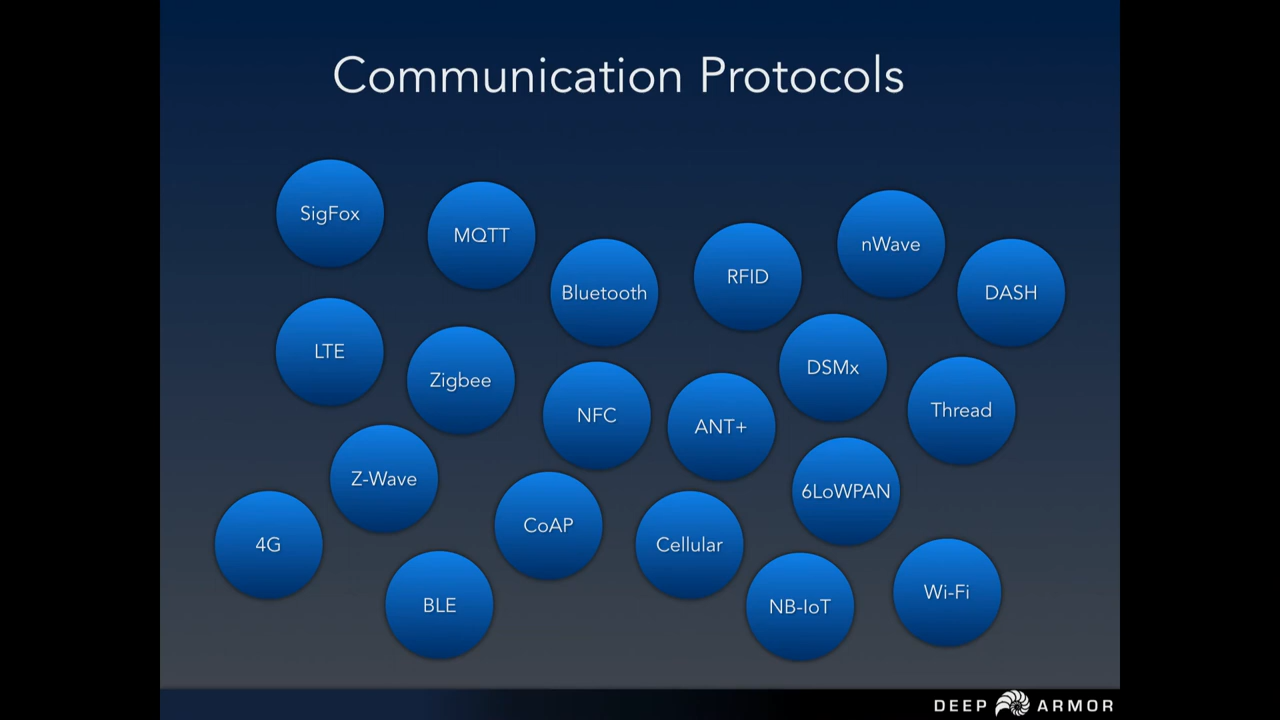 Communication Protocols
SigFox
MQTT
Bluetooth
RFID
nWave
DASH
LTE
Zigbee
NFC
ANT+
DSMx
Thread
Z-Wave
CoAP
Cellular
6LoWPAN
4G
BLE
NB-IoT
Wi-Fi
DEEP ARMOR